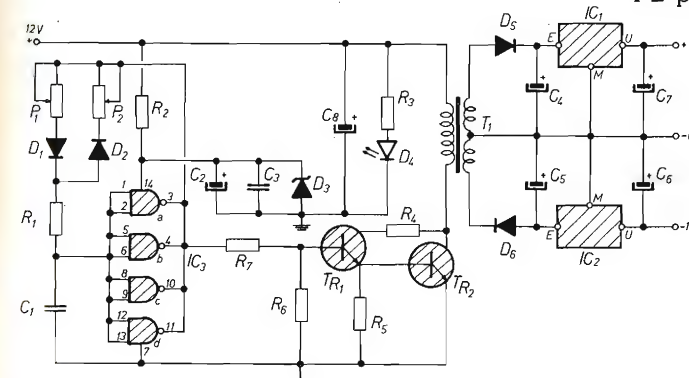 12V
+
P₁
P₂
D₁
D₂
R₁
C₁
R₂
C₂
C₃
D₃
C₈
+
R₃
D₄
T₁
D₅
D₆
E
IC₁
U
M
+
C₄
+
C₇
+
C₅
+
C₆
+
M
E
IC₂
U
-1
1
2
14
3
a
5
6
4
b
IC₃
8
9
10
c
12
13
11
d
7
R₇
R₆
TR₁
R₄
R₅
TR₂